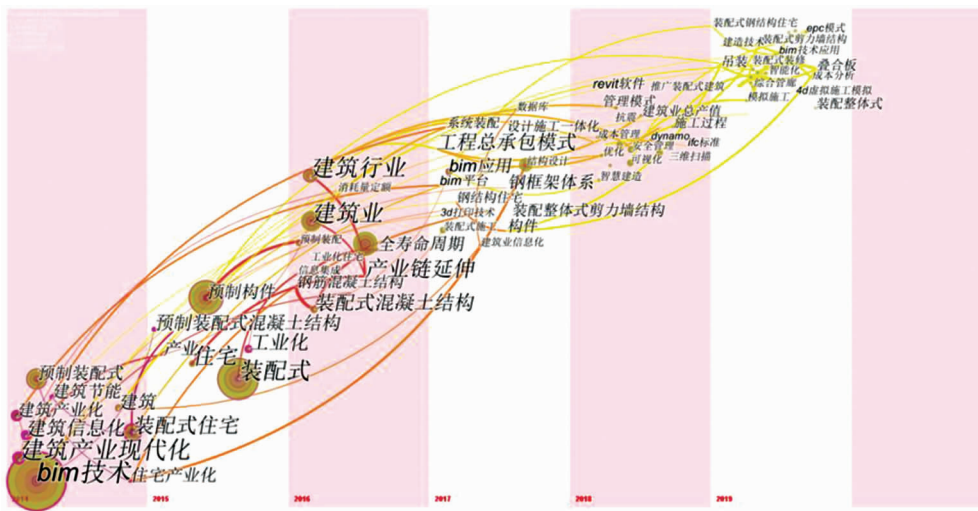 装配式钢结构住宅
epc模式
建造技术
装配式剪力墙结构
bim技术应用
吊装
装配式装修
叠合板
智能化
成本分析
综合管廊
4d虚拟施工模拟
模拟施工
装配整体式
revit软件
推广装配式建筑
管理模式
数据库
建筑业总产值
抗震
系统装配
设计施工一体化
施工过程
成本管理
dynamo
ifc标准
工程总承包模式
安全管理
优化
可视化
三维扫描
建筑行业
bim应用
结构设计
智慧建造
消耗量定额
bim平台
钢框架体系
钢结构住宅
建筑业
3d打印技术
装配整体式剪力墙结构
装配式施工
构件
预制装配
全寿命周期
建筑业信息化
工业化住宅
信息集成
产业链延伸
钢筋混凝土结构
预制构件
装配式混凝土结构
预制装配式混凝土结构
产业
住宅
工业化
预制装配式
装配式
建筑节能
建筑产业化
建筑
建筑信息化
装配式住宅
建筑产业现代化
bim技术
住宅产业化
2014
2015
2016
2017
2018
2019